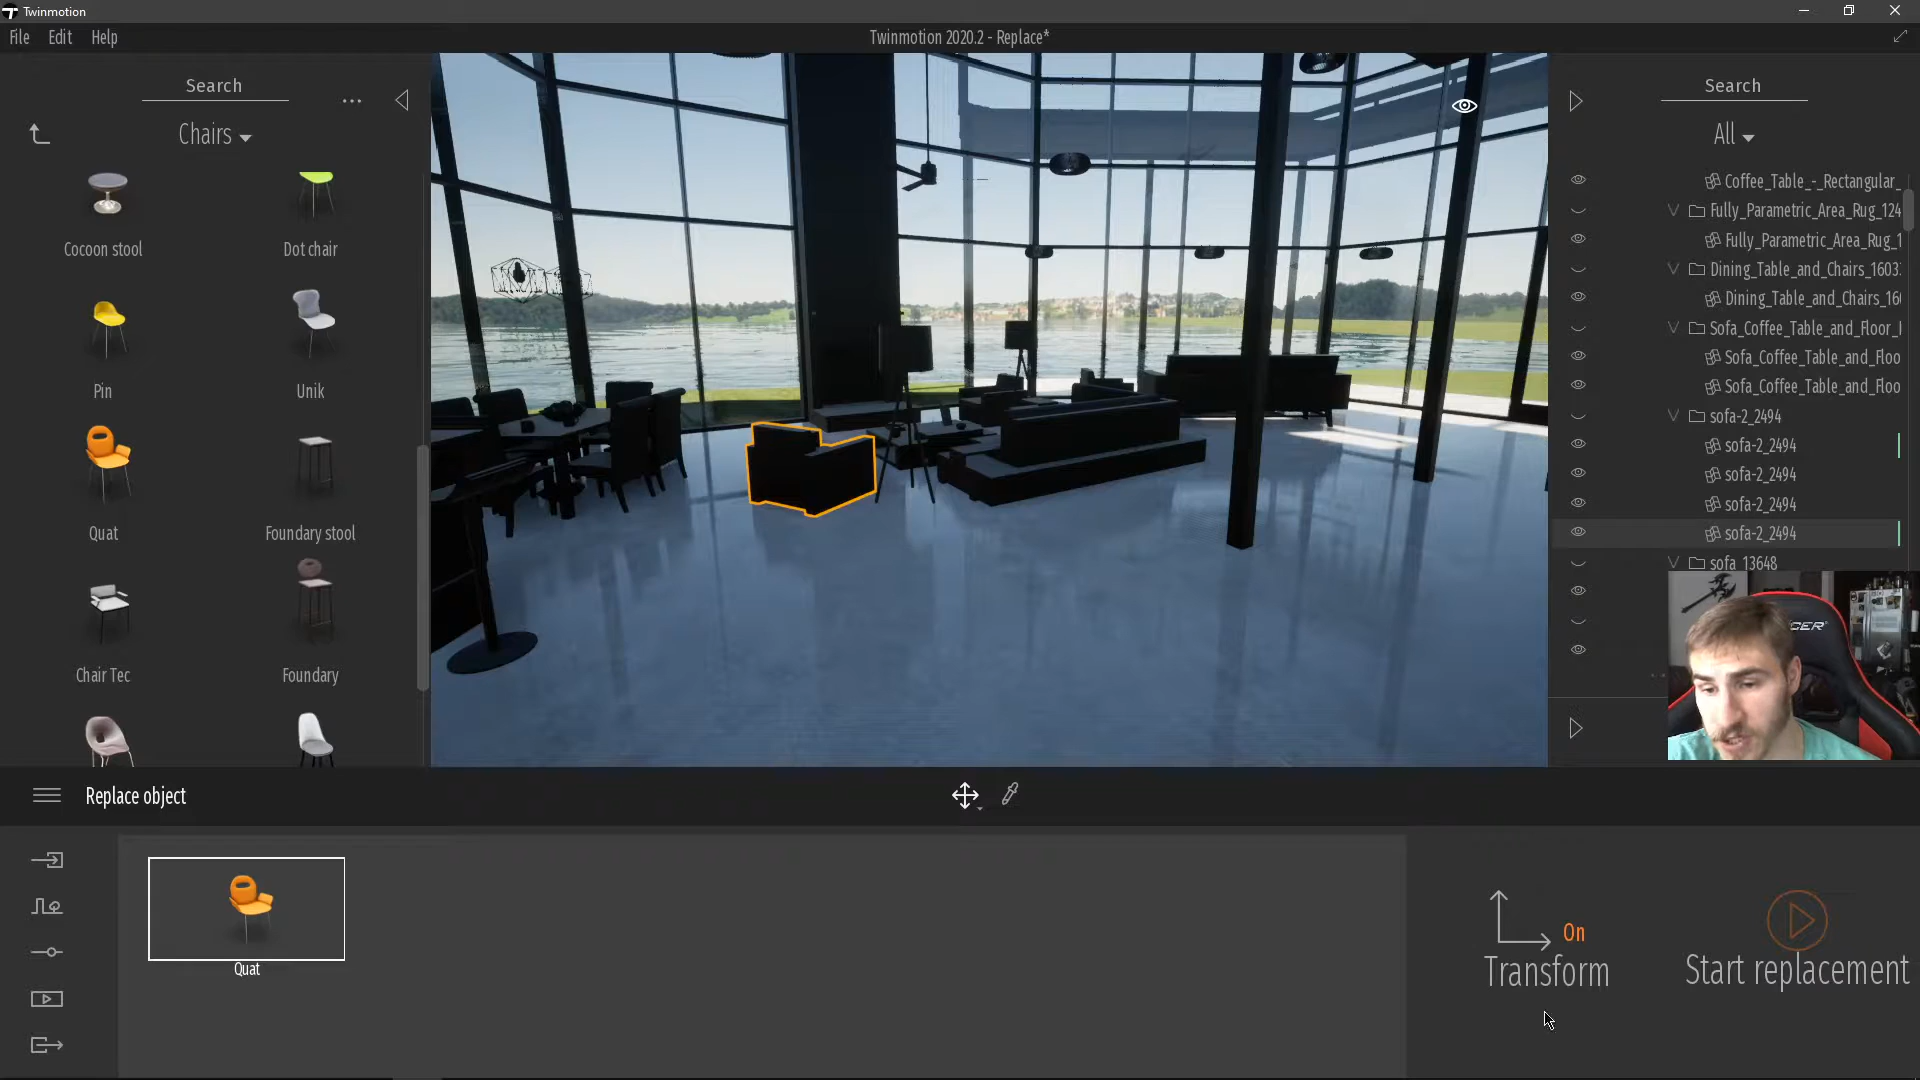 Twinmotion
File Edit Help
Twinmotion 2020.2 - Replace*
Search
...
Chairs
Cocoon stool
Dot chair
Pin
Unik
Quat
Foundary stool
Chair Tec
Foundary
Search
All
Coffee_Table_-_Rectangular_
Fully_Parametric_Area_Rug_124
Fully_Parametric_Area_Rug_1
Dining_Table_and_Chairs_1603
Dining_Table_and_Chairs_16
Sofa_Coffee_Table_and_Floor_
Sofa_Coffee_Table_and_Floo
Sofa_Coffee_Table_and_Floo
sofa-2_2494
sofa-2_2494
sofa-2_2494
sofa-2_2494
sofa-2_2494
sofa_13648
CER
Replace object
Quat
On
Transform
Start replacement